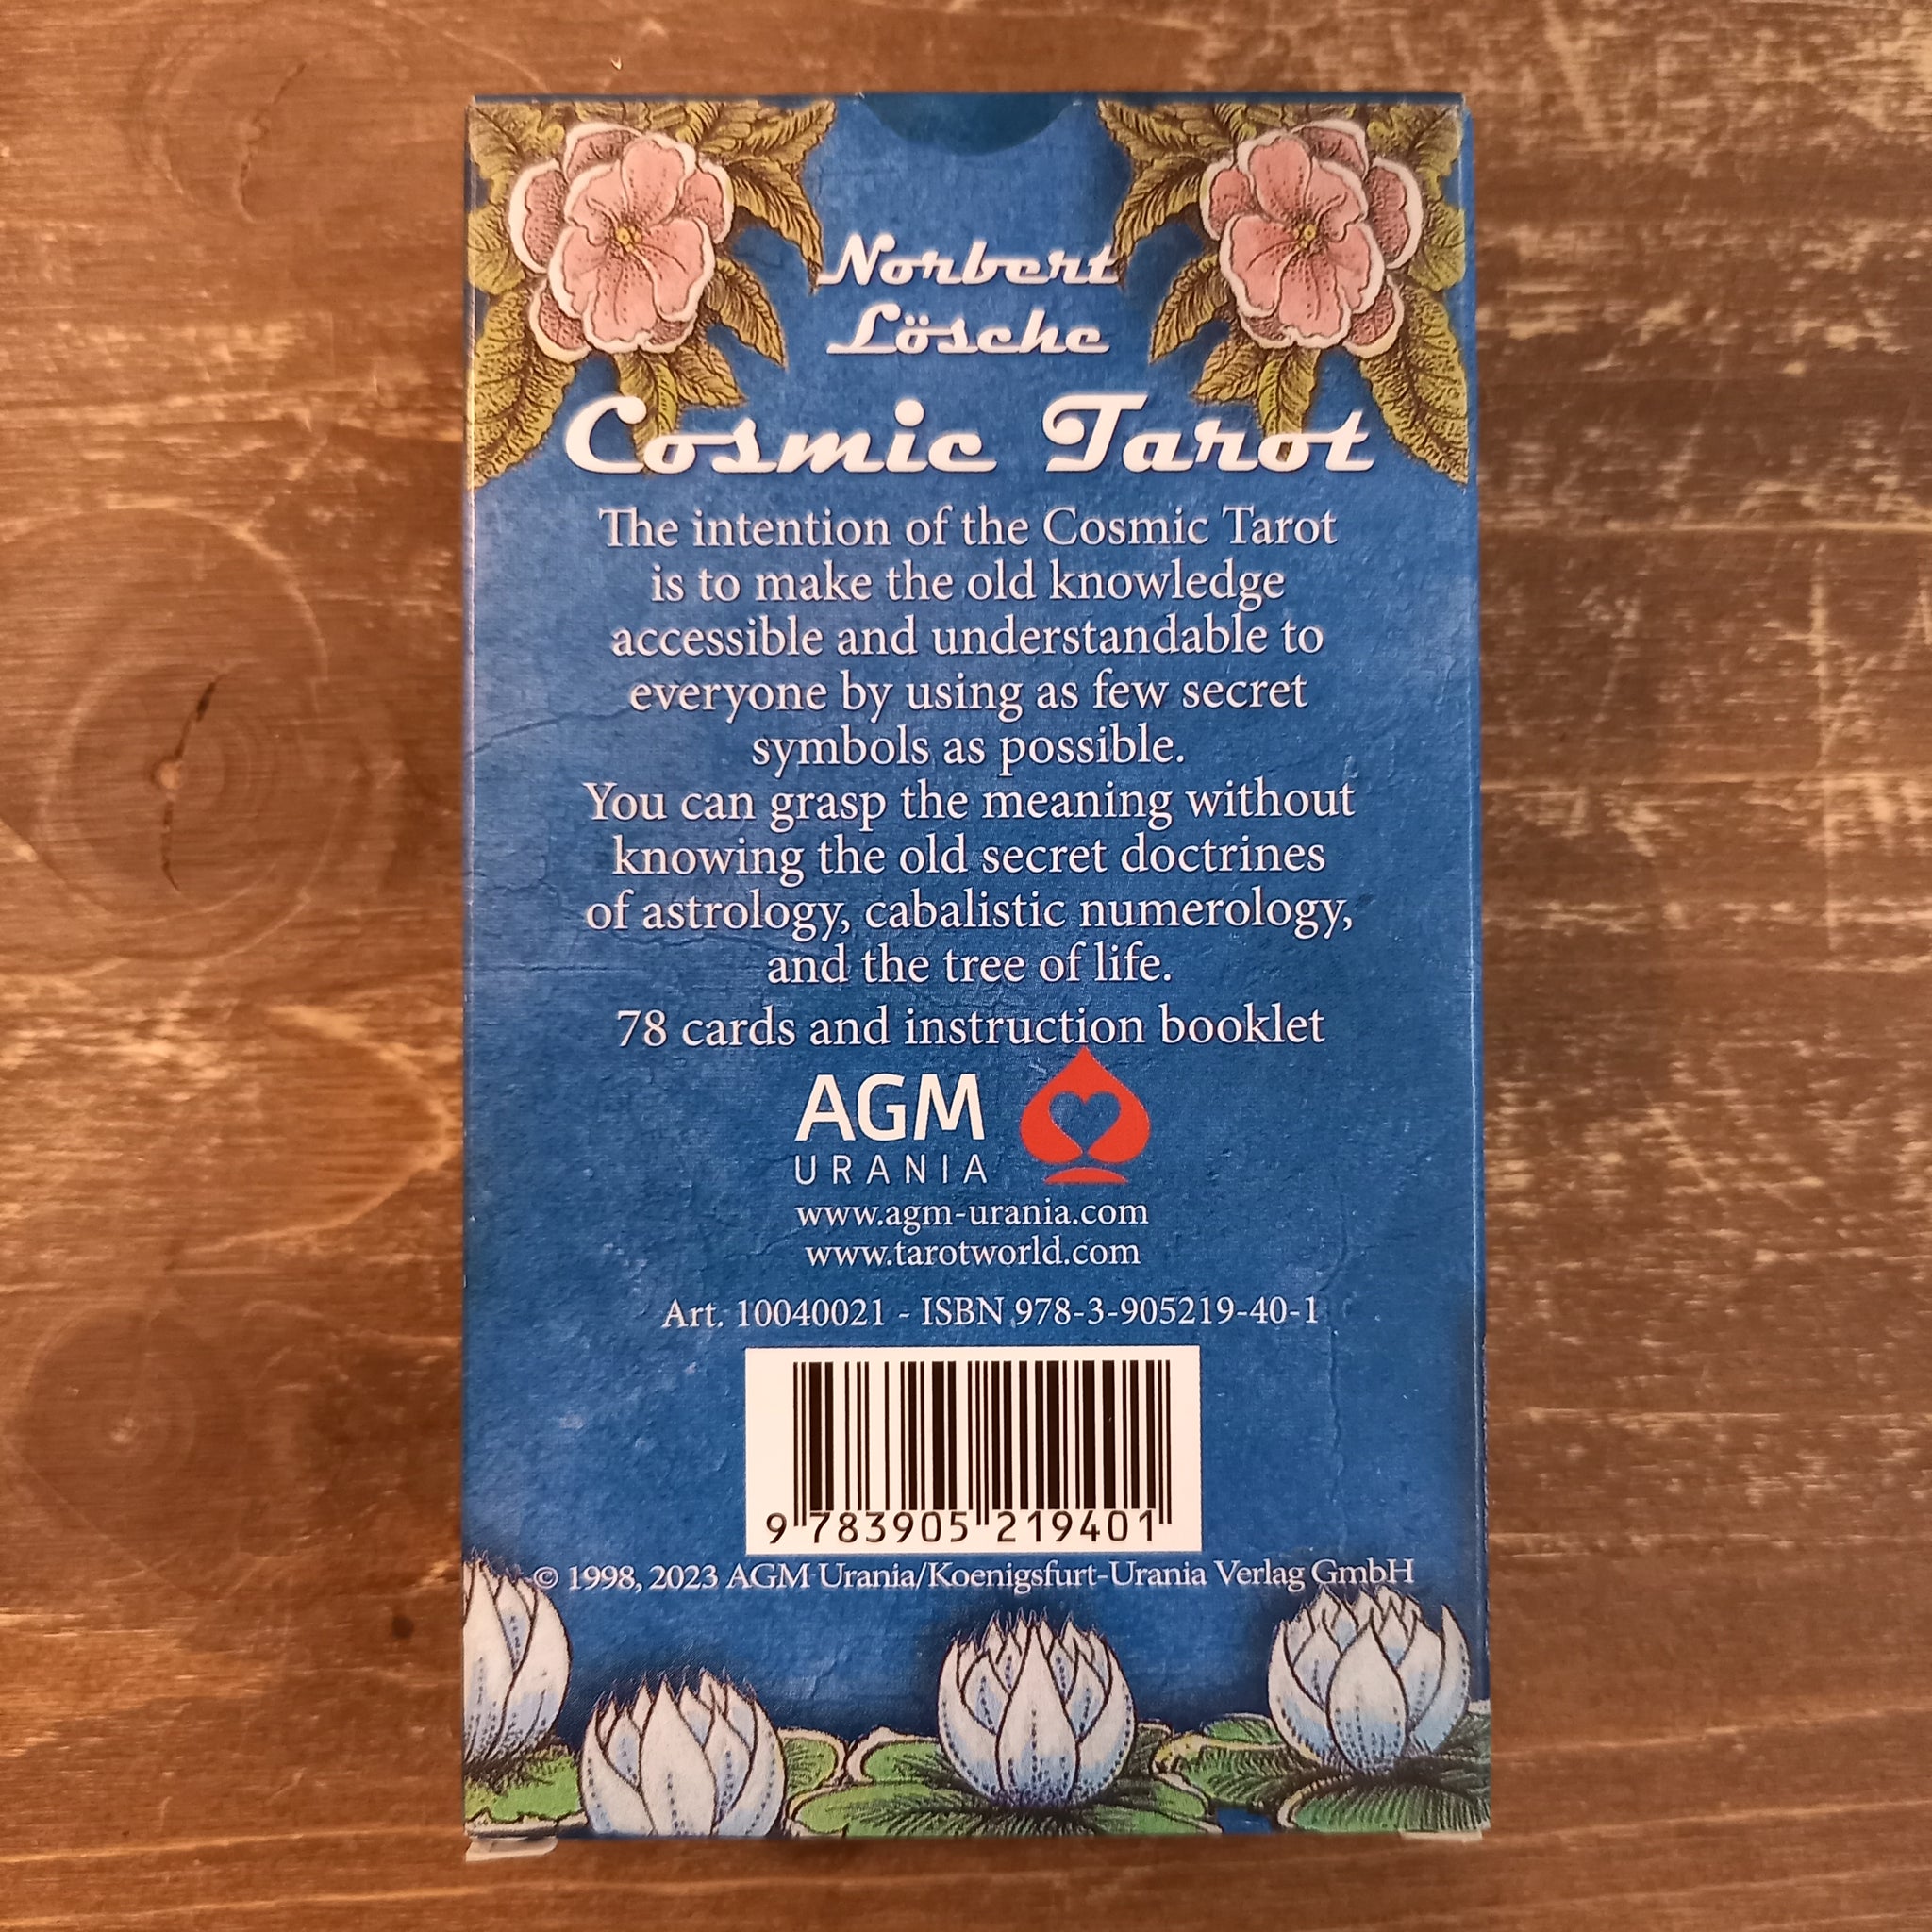 Norbert
Lösche
Cosmic Tarot
The intention of the Cosmic Tarot
is to make the old knowledge
accessible and understandable to
everyone by using as few secret
symbols as possible.
You can grasp the meaning without
knowing the old secret doctrines
of astrology, cabalistic numerology,
and the tree of life.
78 cards and instruction booklet
AGM
URANIA
www.agm-urania.com
www.tarotworld.com
Art. 10040021 - ISBN 978-3-905219-40-1
9 783905 219401
© 1998, 2023 AGM Urania/Koenigsfurt-Urania Verlag GmbH